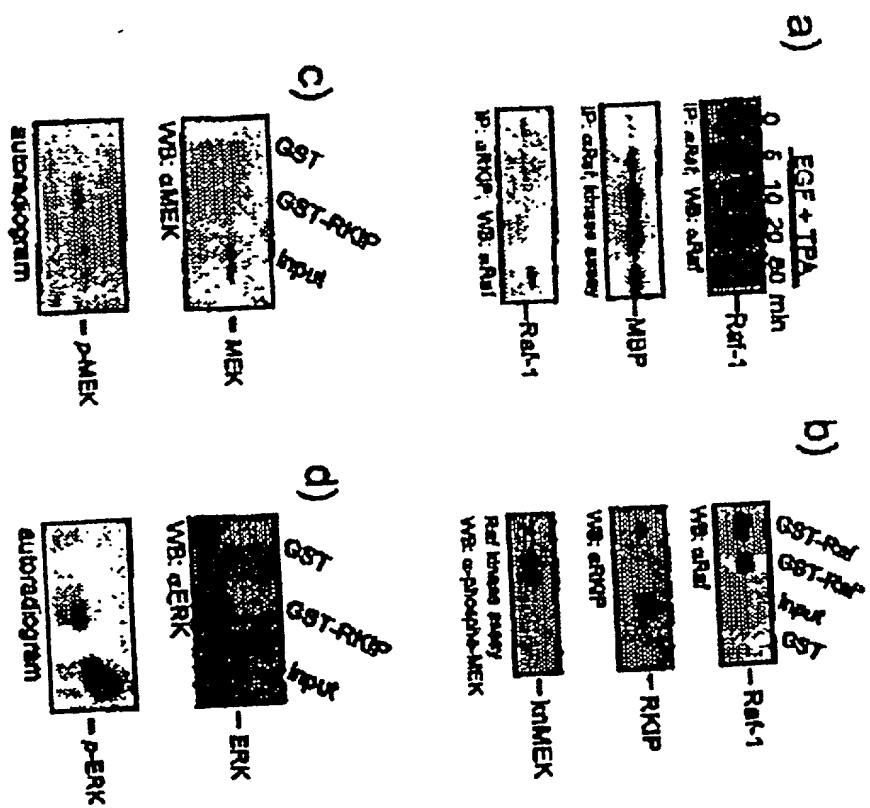 a)
EGF + TPA
0 5 10 20 60 min
Raf-1
IP: αRaf, WB: αRaf
MBP
IP: αRaf, kinase assay
Raf-1
IP: αRKIP, WB: αRaf
b)
GST-Raf
GST-Raf*
Input
GST
Raf-1
WB: αRaf
RKIP
WB: αRKIP
knMEK
Raf kinase assay
WB: α-phospho-MEK
c)
GST
GST-RKIP
Input
MEK
WB: αMEK
p-MEK
autoradiogram
d)
GST
GST-RKIP
Input
ERK
WB: αERK
p-ERK
autoradiogram